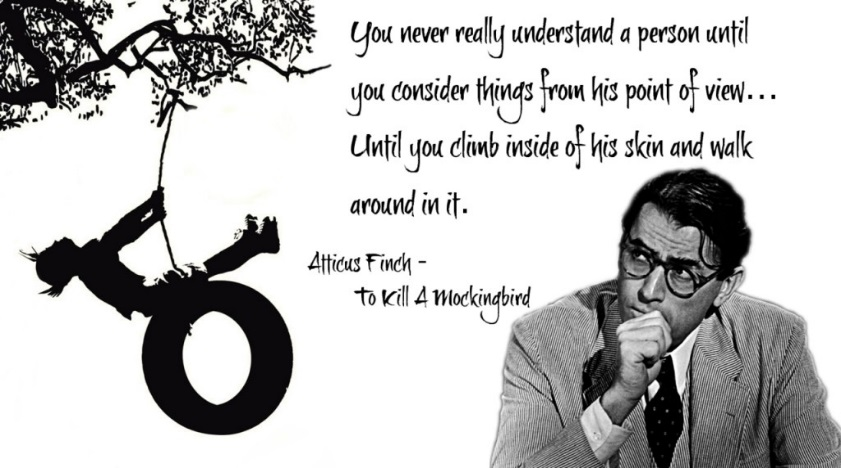 You never really understand a person until
you consider things from his point of view...
Until you climb inside of his skin and walk
around in it.
Atticus Finch -
To Kill A Mockingbird